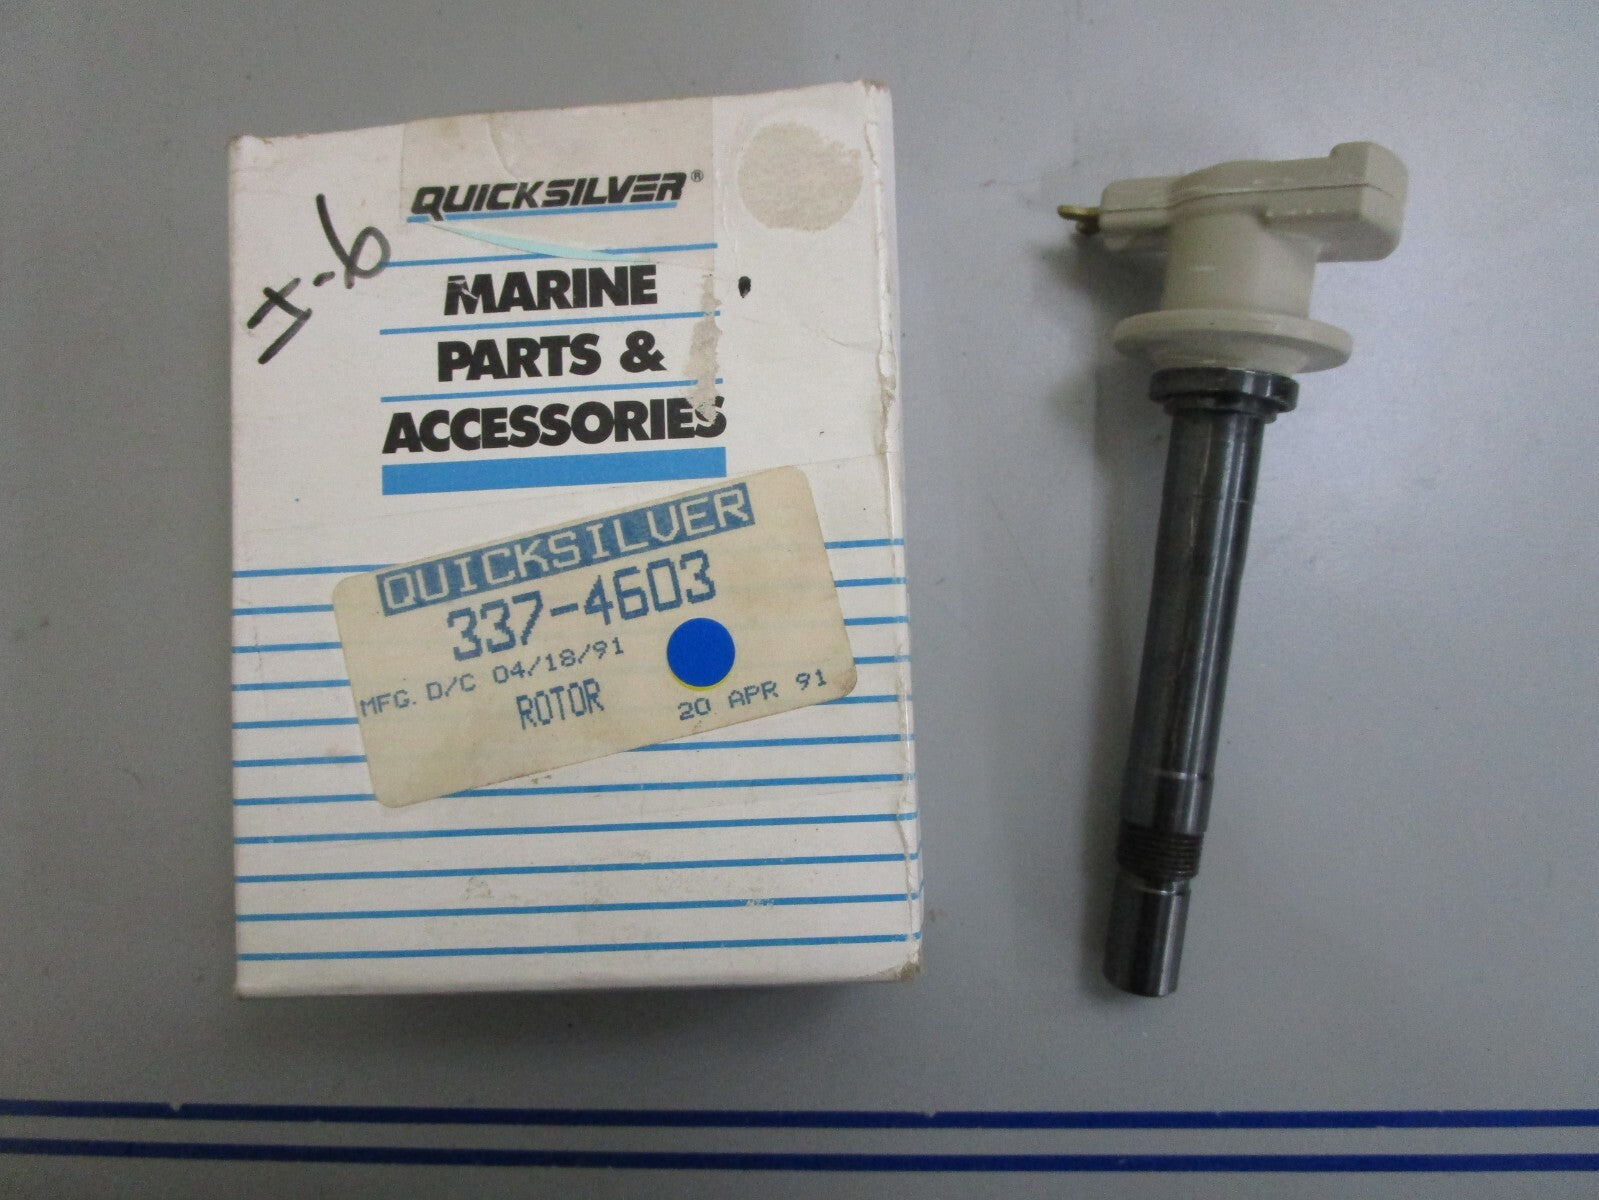 QUICKSILVER®
I-6
MARINE
PARTS &
ACCESSORIES
QUICKSILVER
337-4603
MFG. D/C 04/18/91
ROTOR
20 APR 91